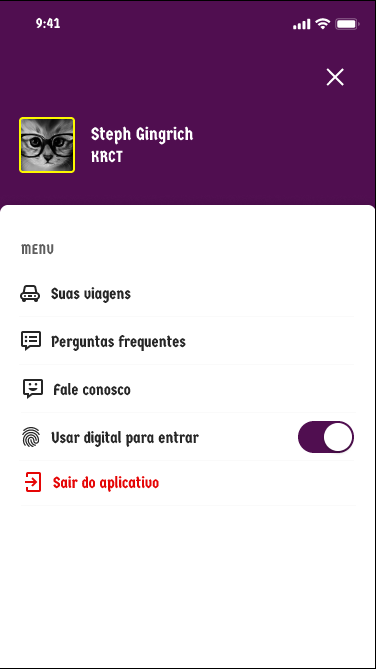 9:41
Steph Gingrich
KRCT
MENU
Suas viagens
Perguntas frequentes
Fale conosco
Usar digital para entrar
Sair do aplicativo